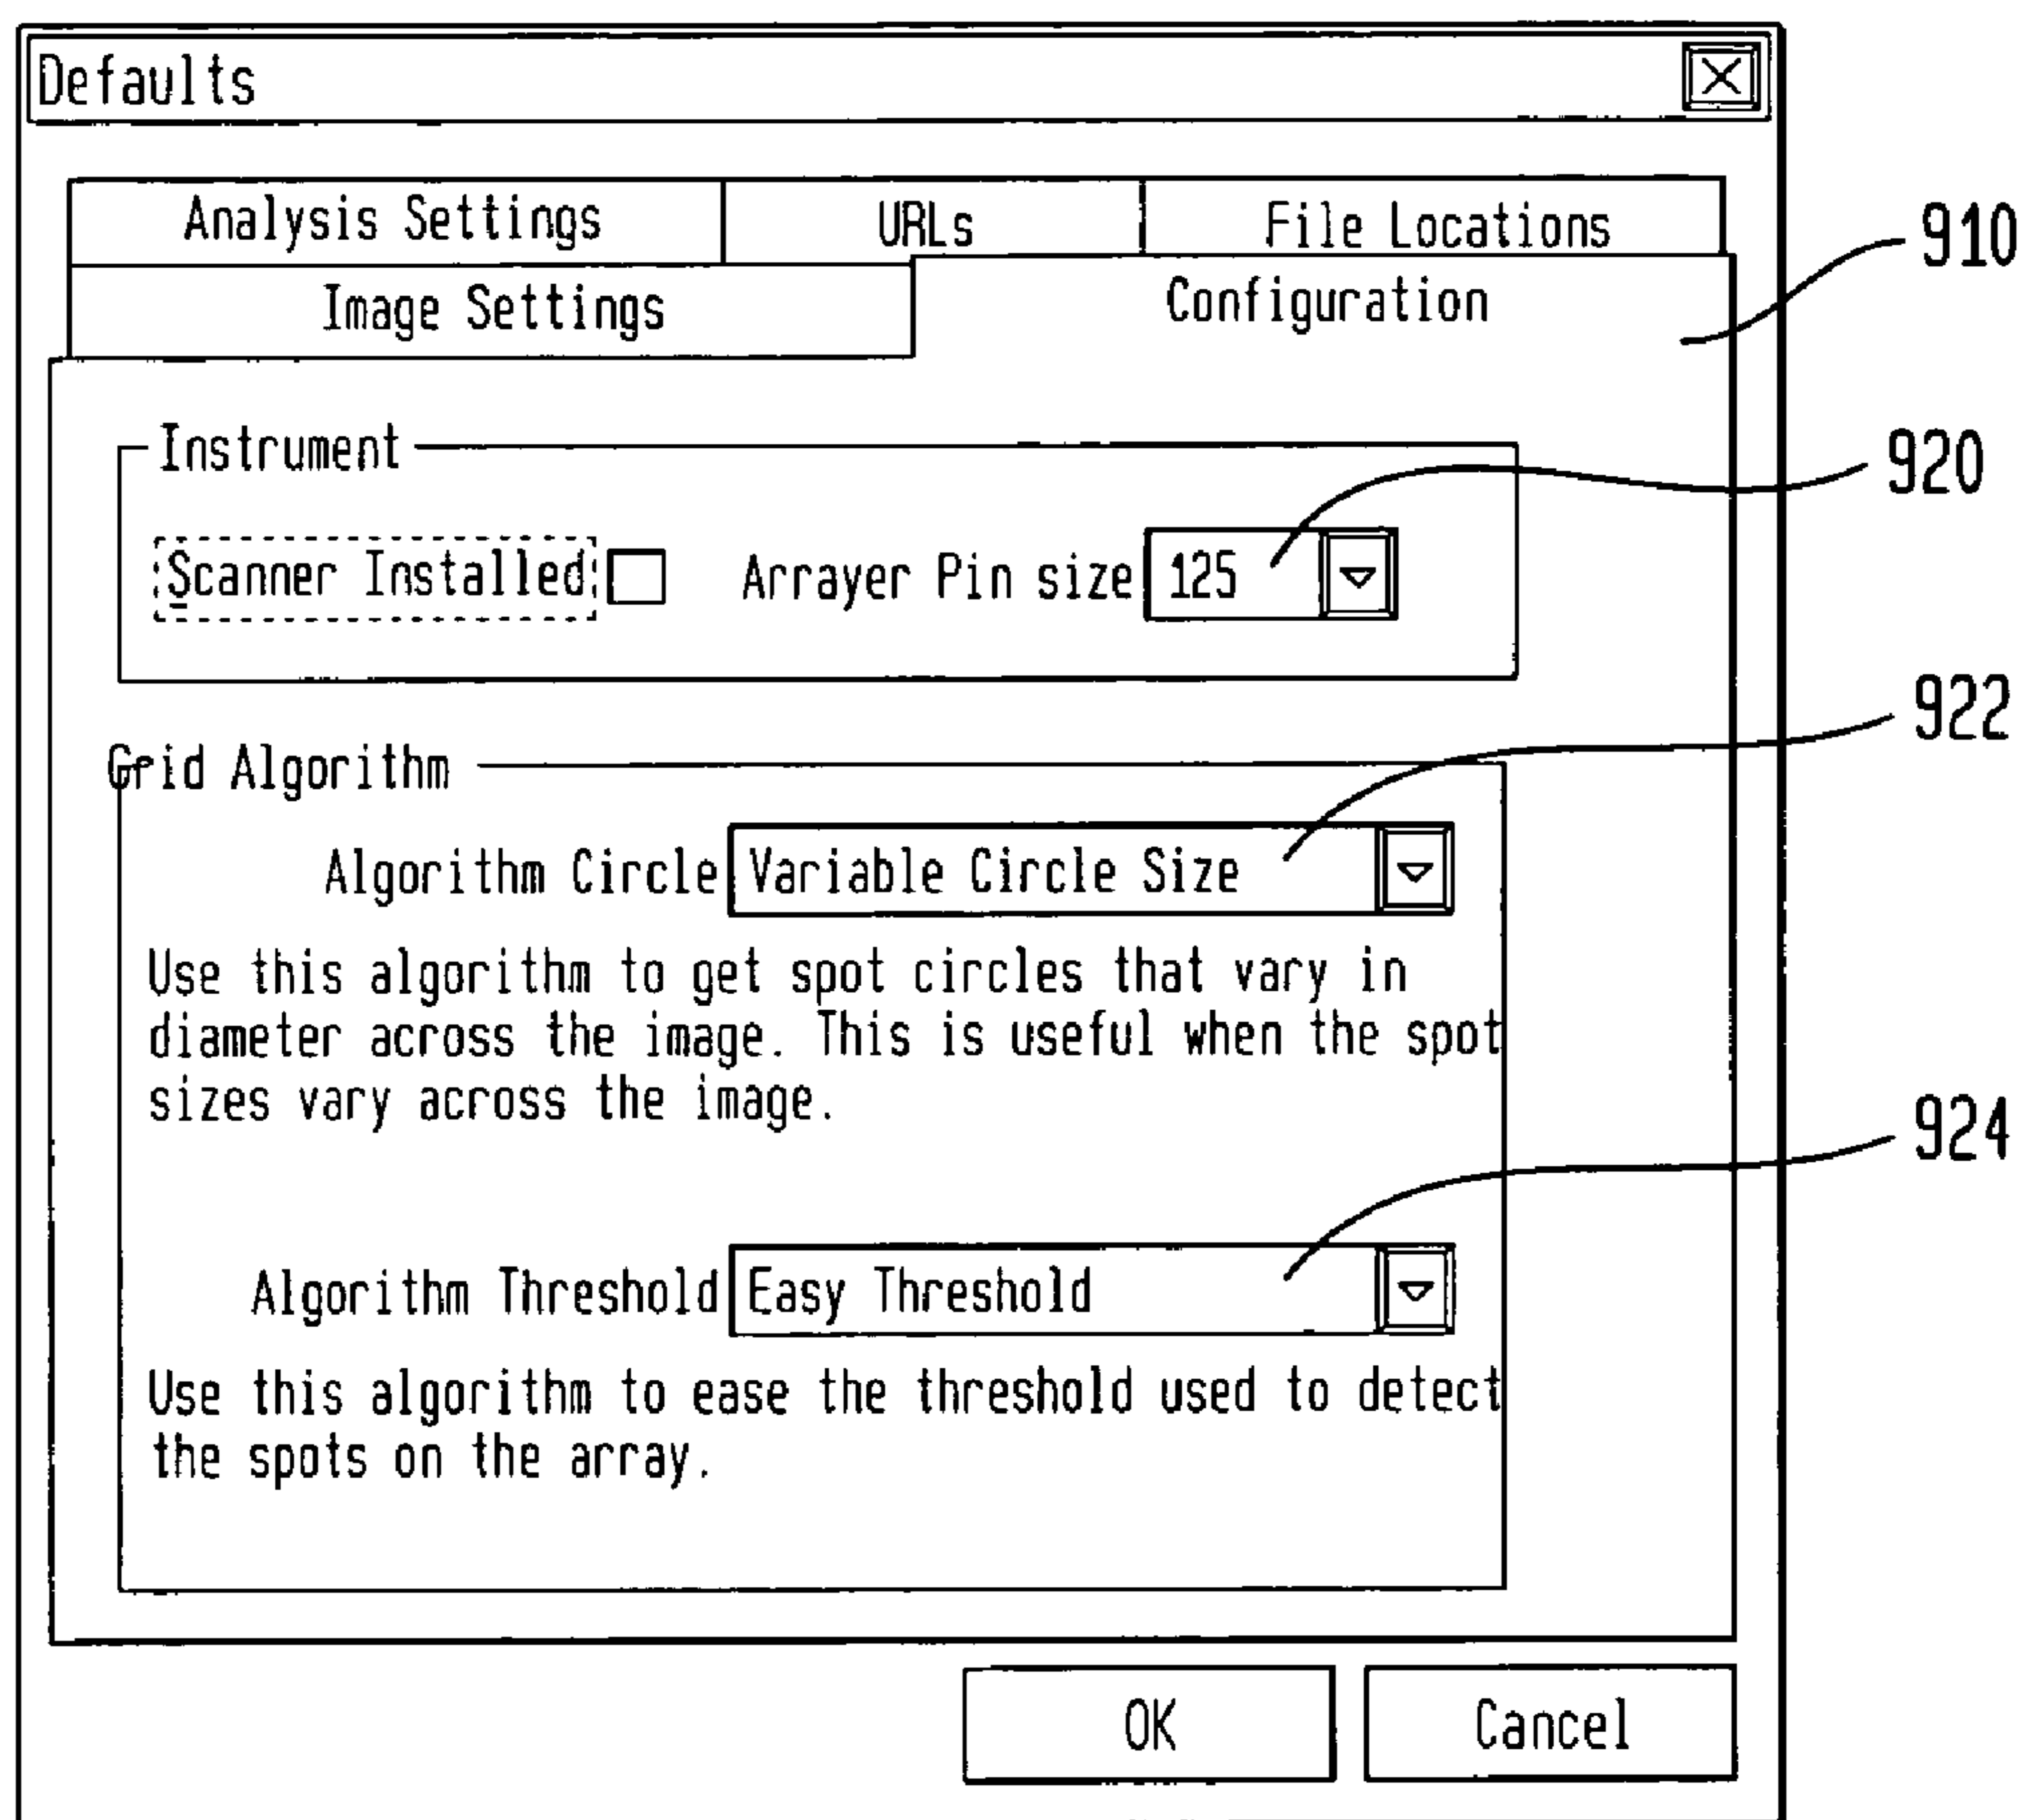 Defaults
Analysis Settings URLs File Locations
910
Image Settings Configuration
Instrument
920
Scanner Installed Arrayer Pin size 125
922
Grid Algorithm
Algorithm Circle Variable Circle Size
Use this algorithm to get spot circles that vary in
diameter across the image. This is useful when the spot
sizes vary across the image.
924
Algorithm Threshold Easy Threshold
Use this algorithm to ease the threshold used to detect
the spots on the array.
OK Cancel